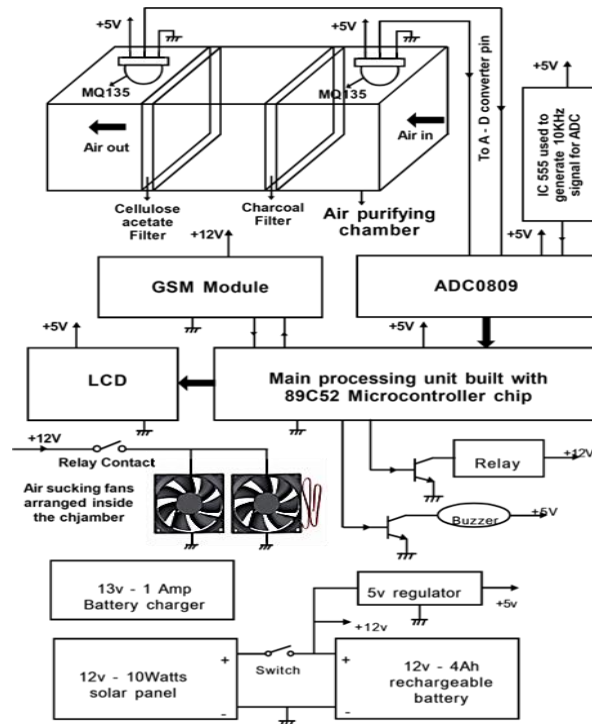 +5V
MQ135
MQ135
Air out
Air in
Cellulose
acetate
Filter
Charcoal
Filter
Air purifying
chamber
To A - D converter pin
+5V
IC 555 used to
generate 10KHz
signal for ADC
+12V
+5V
GSM Module
ADC0809
+5V
+5V
LCD
Main processing unit built with
89C52 Microcontroller chip
+12V
Relay Contact
Air sucking fans
arranged inside
the chjamber
Relay
+12V
Buzzer
+5V
13v - 1 Amp
Battery charger
5v regulator
+5v
+12v
12v - 10Watts
solar panel
+
-
Switch
+
-
12v - 4Ah
rechargeable
battery
+5V